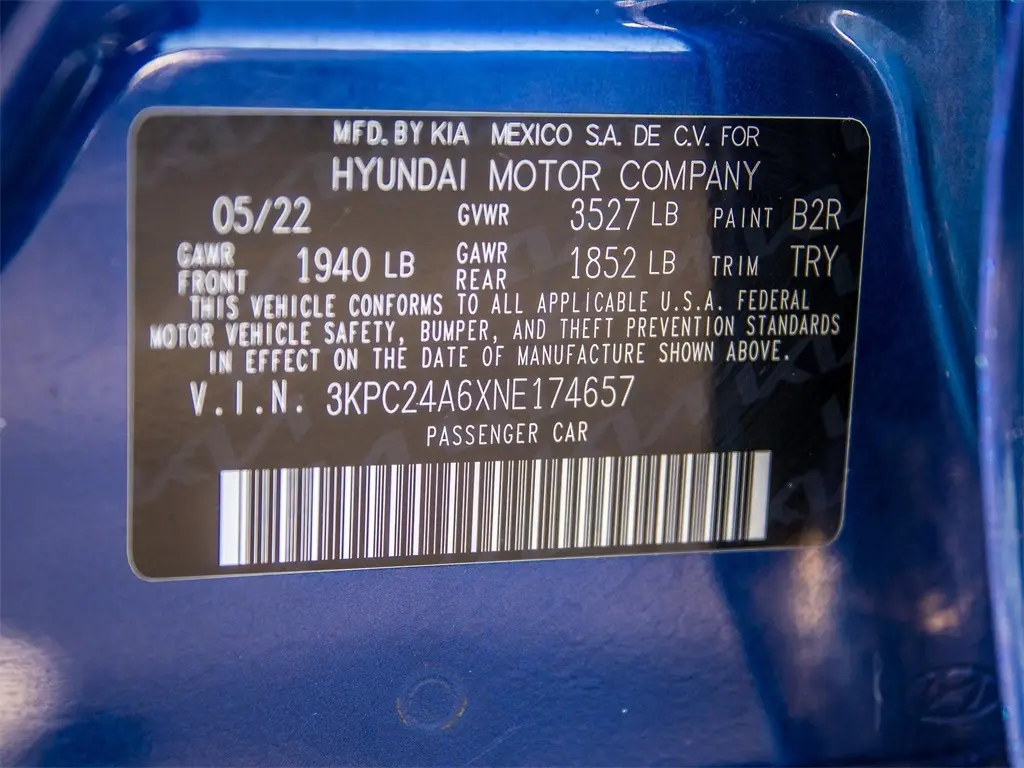 MFD. BY KIA MEXICO S.A. DE C.V. FOR
HYUNDAI MOTOR COMPANY
05/22 GVWR 3527 LB PAINT B2R
GAWR FRONT 1940 LB GAWR REAR 1852 LB TRIM TRY
THIS VEHICLE CONFORMS TO ALL APPLICABLE U.S.A. FEDERAL
MOTOR VEHICLE SAFETY, BUMPER, AND THEFT PREVENTION STANDARDS
IN EFFECT ON THE DATE OF MANUFACTURE SHOWN ABOVE.
V.I.N. 3KPC24A6XNE174657
PASSENGER CAR